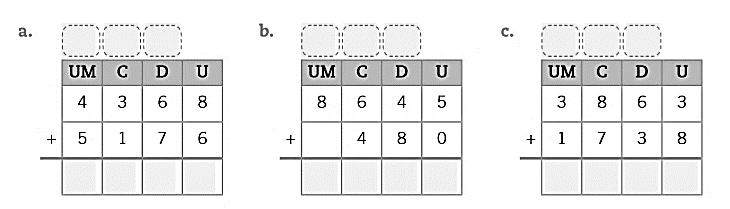 a. b. c.
UM C D U UM C D U UM C D U
4 3 6 8 8 6 4 5 3 8 6 3
+ 5 1 7 6 + 4 8 0 + 1 7 3 8